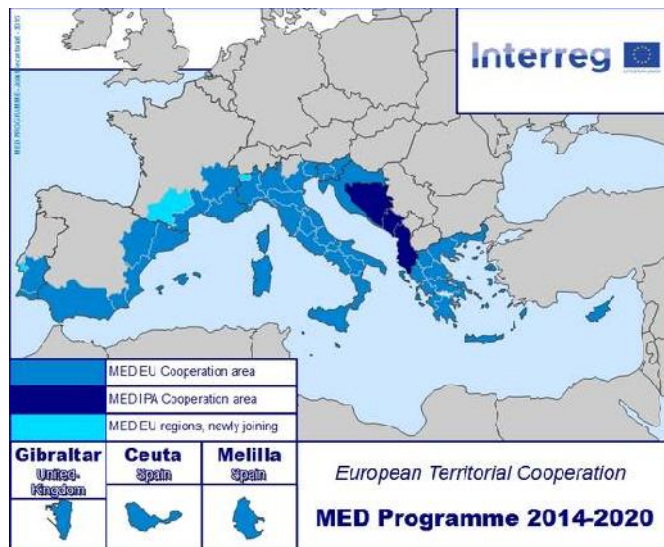 Interreg
MED EU Cooperation area
MED IPA Cooperation area
MED EU regions, newly joining
Gibraltar
United-
Kingdom
Ceuta
Spain
Melilla
Spain
European Territorial Cooperation
MED Programme 2014-2020